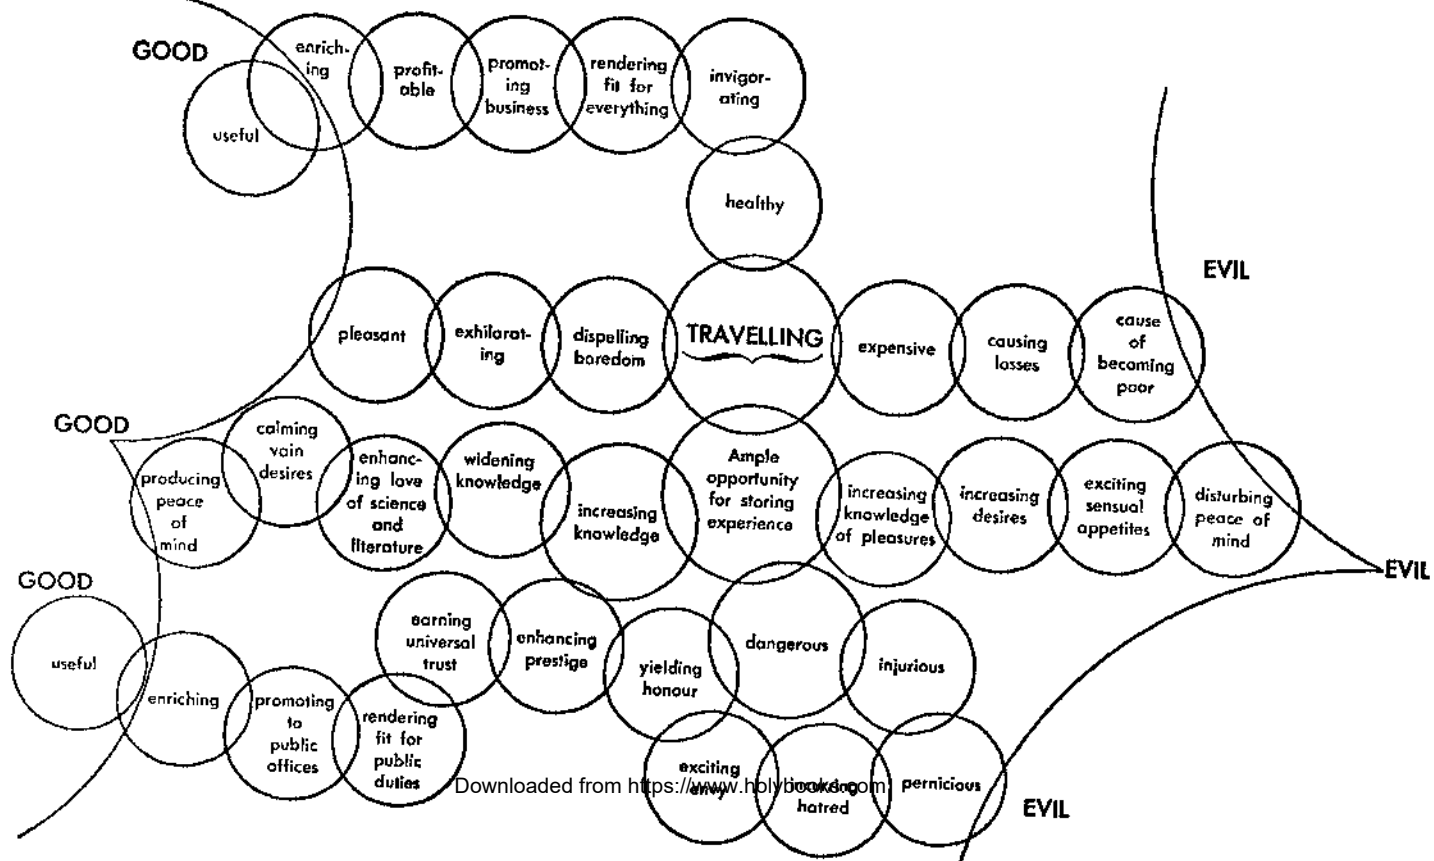 GOOD
enrich-
ing
profit-
able
promot-
ing
business
rendering
fit for
everything
invigor-
ating
useful
healthy
EVIL
pleasant
exhilarat-
ing
dispelling
boredom
TRAVELLING
expensive
causing
losses
cause
of
becoming
poor
GOOD
producing
peace
of
mind
calming
vain
desires
enhanc-
ing love
of science
and
literature
widening
knowledge
increasing
knowledge
Ample
opportunity
for storing
experience
increasing
knowledge
of pleasures
increasing
desires
exciting
sensual
appetites
disturbing
peace of
mind
EVIL
GOOD
useful
enriching
promoting
to
public
offices
rendering
fit for
public
duties
earning
universal
trust
enhancing
prestige
yielding
honour
dangerous
injurious
exciting
envy
hatred
pernicious
EVIL
Downloaded from https://www.holybooks.com